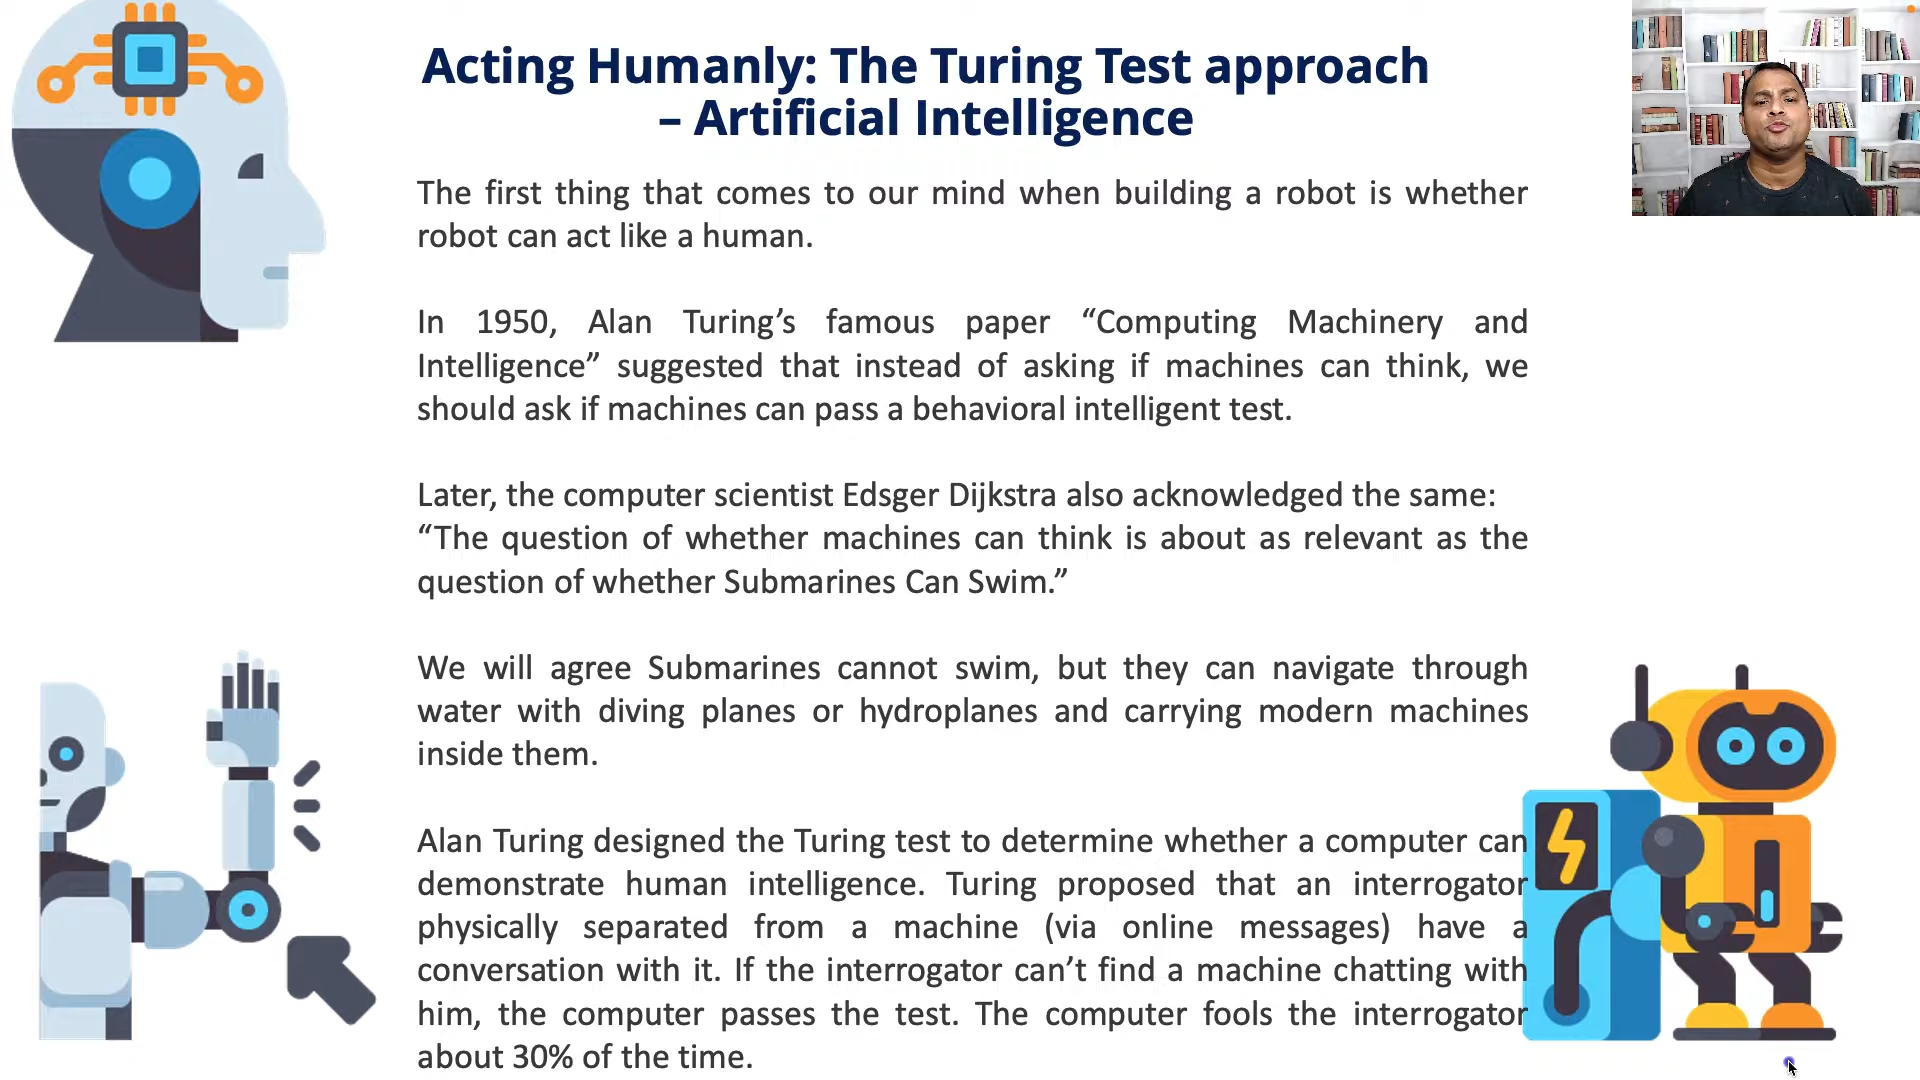 Acting Humanly: The Turing Test approach
– Artificial Intelligence
The first thing that comes to our mind when building a robot is whether
robot can act like a human.
In 1950, Alan Turing’s famous paper “Computing Machinery and
Intelligence” suggested that instead of asking if machines can think, we
should ask if machines can pass a behavioral intelligent test.
Later, the computer scientist Edsger Dijkstra also acknowledged the same:
“The question of whether machines can think is about as relevant as the
question of whether Submarines Can Swim.”
We will agree Submarines cannot swim, but they can navigate through
water with diving planes or hydroplanes and carrying modern machines
inside them.
Alan Turing designed the Turing test to determine whether a computer can
demonstrate human intelligence. Turing proposed that an interrogator
physically separated from a machine (via online messages) have a
conversation with it. If the interrogator can’t find a machine chatting with
him, the computer passes the test. The computer fools the interrogator
about 30% of the time.